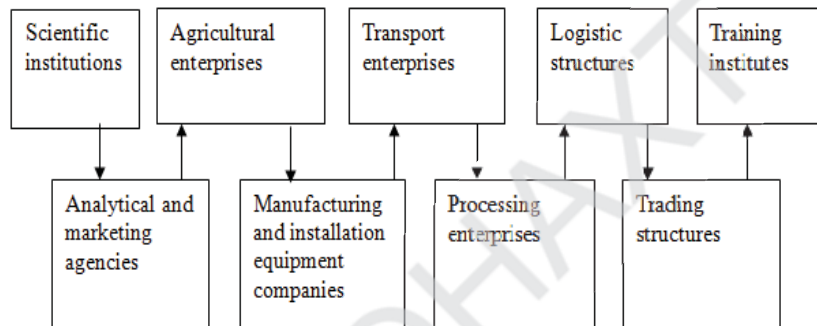 Scientific
institutions
Agricultural
enterprises
Transport
enterprises
Logistic
structures
Training
institutes
Analytical and
marketing
agencies
Manufacturing
and installation
equipment
companies
Processing
enterprises
Trading
structures